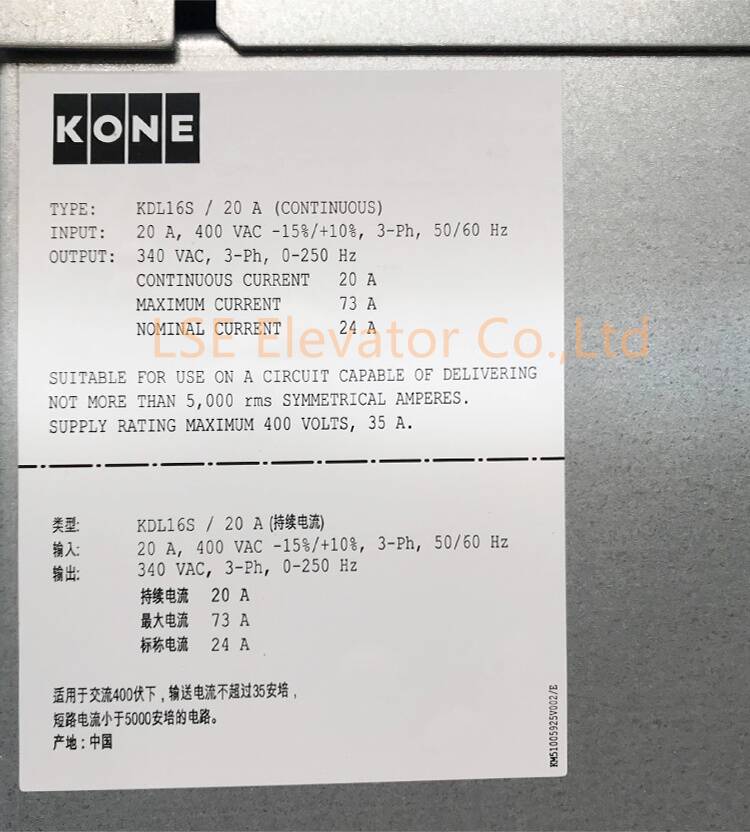 KONE
TYPE: KDL16S / 20 A (CONTINUOUS)
INPUT: 20 A, 400 VAC -15%/+10%, 3-Ph, 50/60 Hz
OUTPUT: 340 VAC, 3-Ph, 0-250 Hz
CONTINUOUS CURRENT 20 A
MAXIMUM CURRENT 73 A
NOMINAL CURRENT 24 A
LSE Elevator Co.,Ltd
SUITABLE FOR USE ON A CIRCUIT CAPABLE OF DELIVERING
NOT MORE THAN 5,000 rms SYMMETRICAL AMPERES.
SUPPLY RATING MAXIMUM 400 VOLTS, 35 A.
类型: KDL16S / 20 A (持续电流)
输入: 20 A, 400 VAC -15%/+10%, 3-Ph, 50/60 Hz
输出: 340 VAC, 3-Ph, 0-250 Hz
持续电流 20 A
最大电流 73 A
标称电流 24 A
适用于交流400伏下，输送电流不超过35安培，
短路电流小于5000安培的电路。
产地：中国
KM51005925V002/E